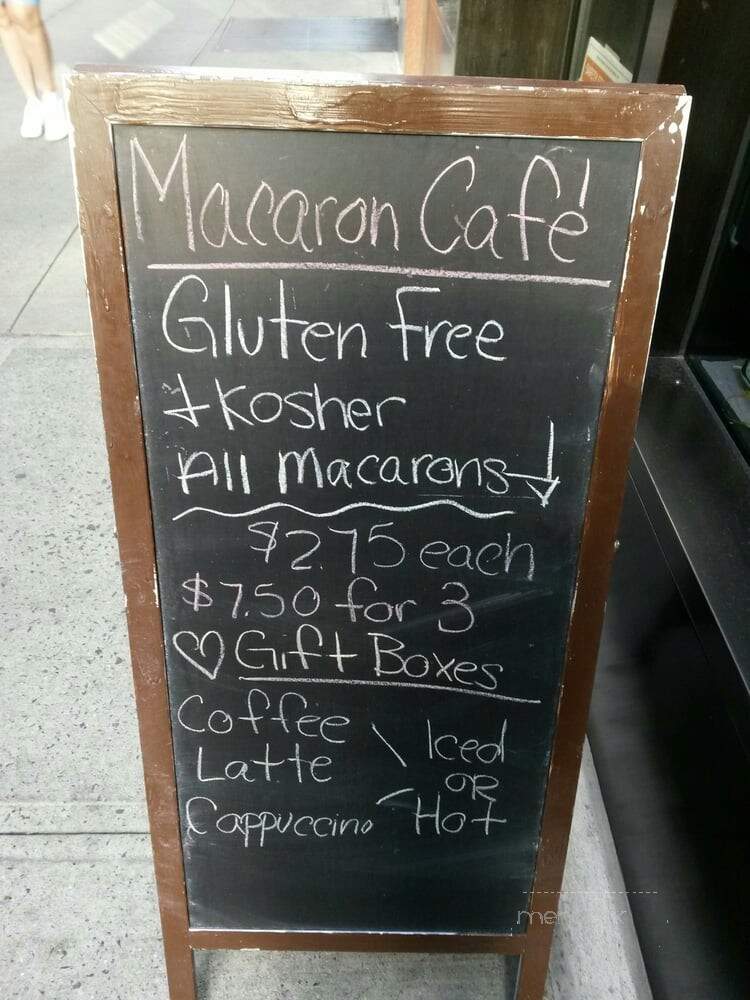 Macaron Café
Gluten free
+ Kosher
All Macarons ↓
$2.75 each
$7.50 for 3
♡ Gift Boxes
Coffee
Latte
Cappuccino
Iced
OR
Hot